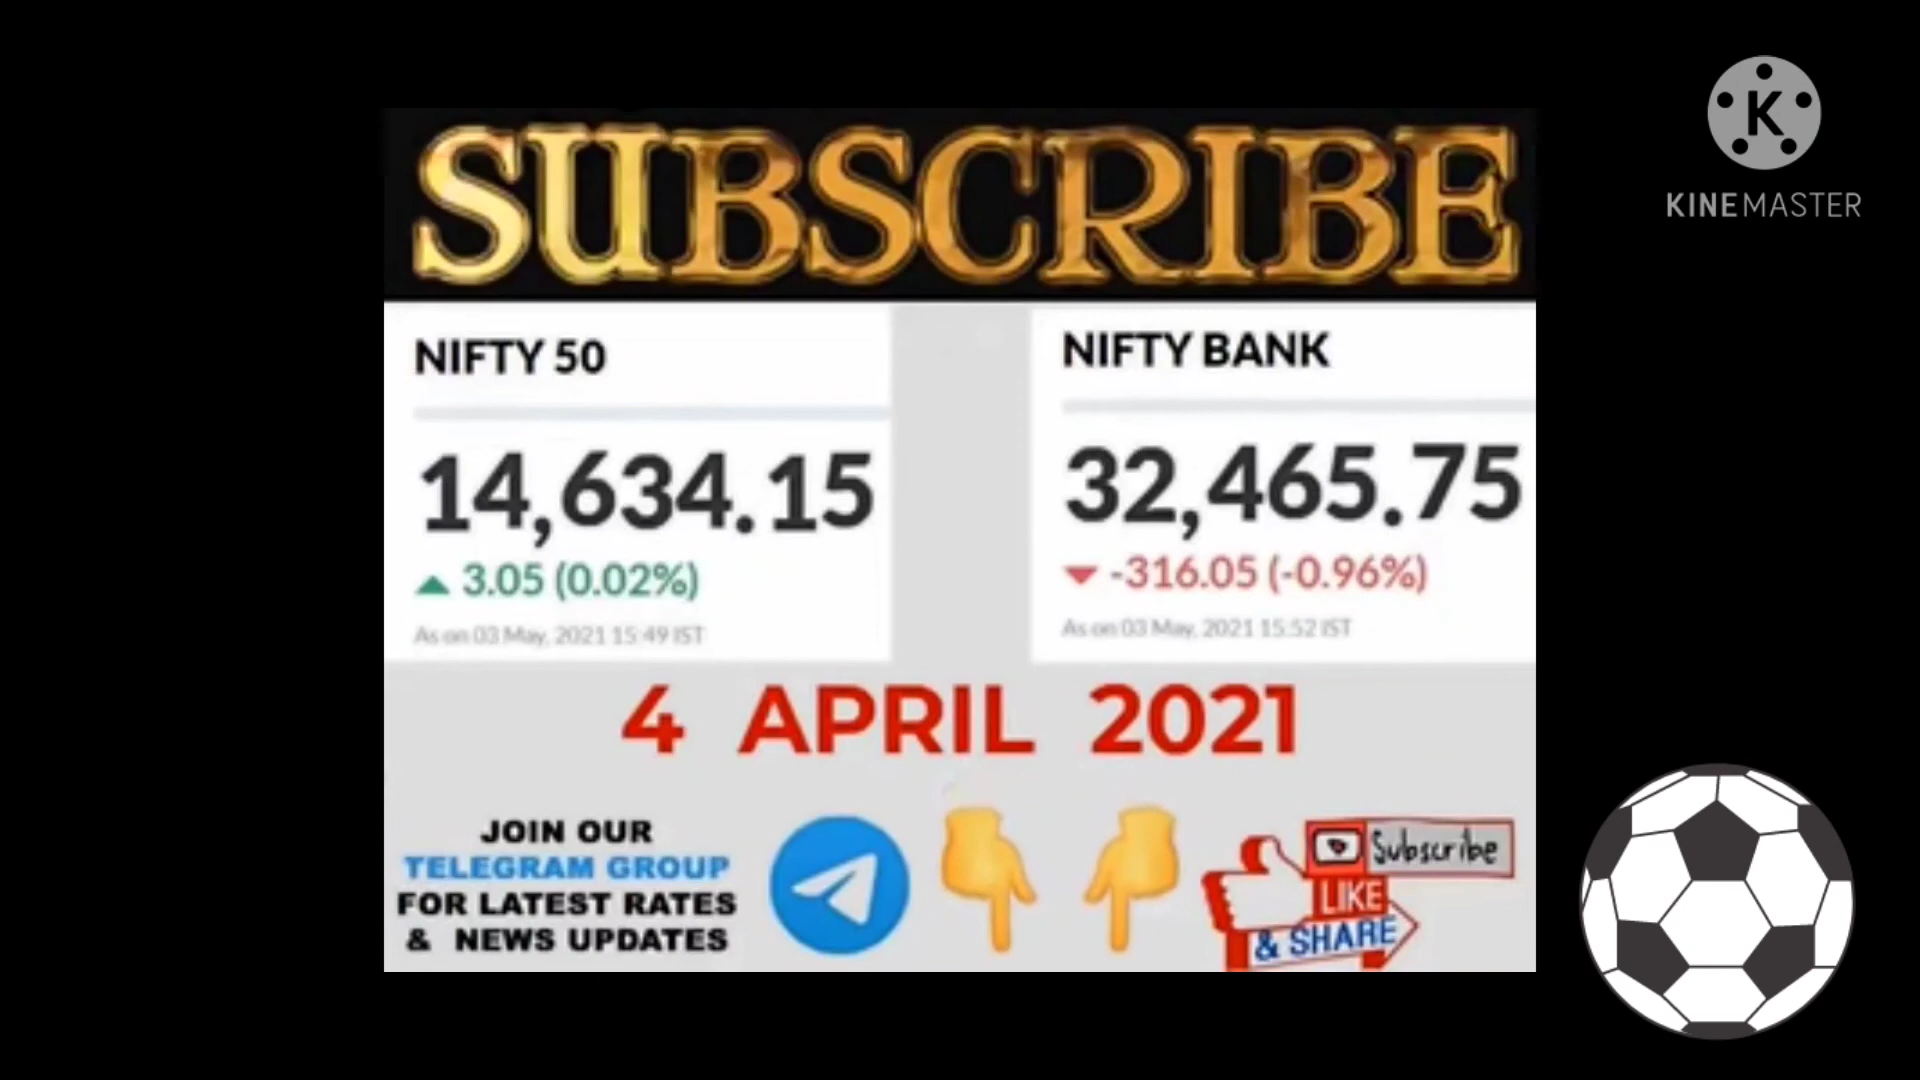 SUBSCRIBE
K
KINEMASTER
NIFTY 50
14,634.15
▲ 3.05 (0.02%)
As on 03 May, 2021 15:49 IST
NIFTY BANK
32,465.75
▼ -316.05 (-0.96%)
As on 03 May, 2021 15:52 IST
4 APRIL 2021
JOIN OUR
TELEGRAM GROUP
FOR LATEST RATES
& NEWS UPDATES
Subscribe
LIKE
& SHARE